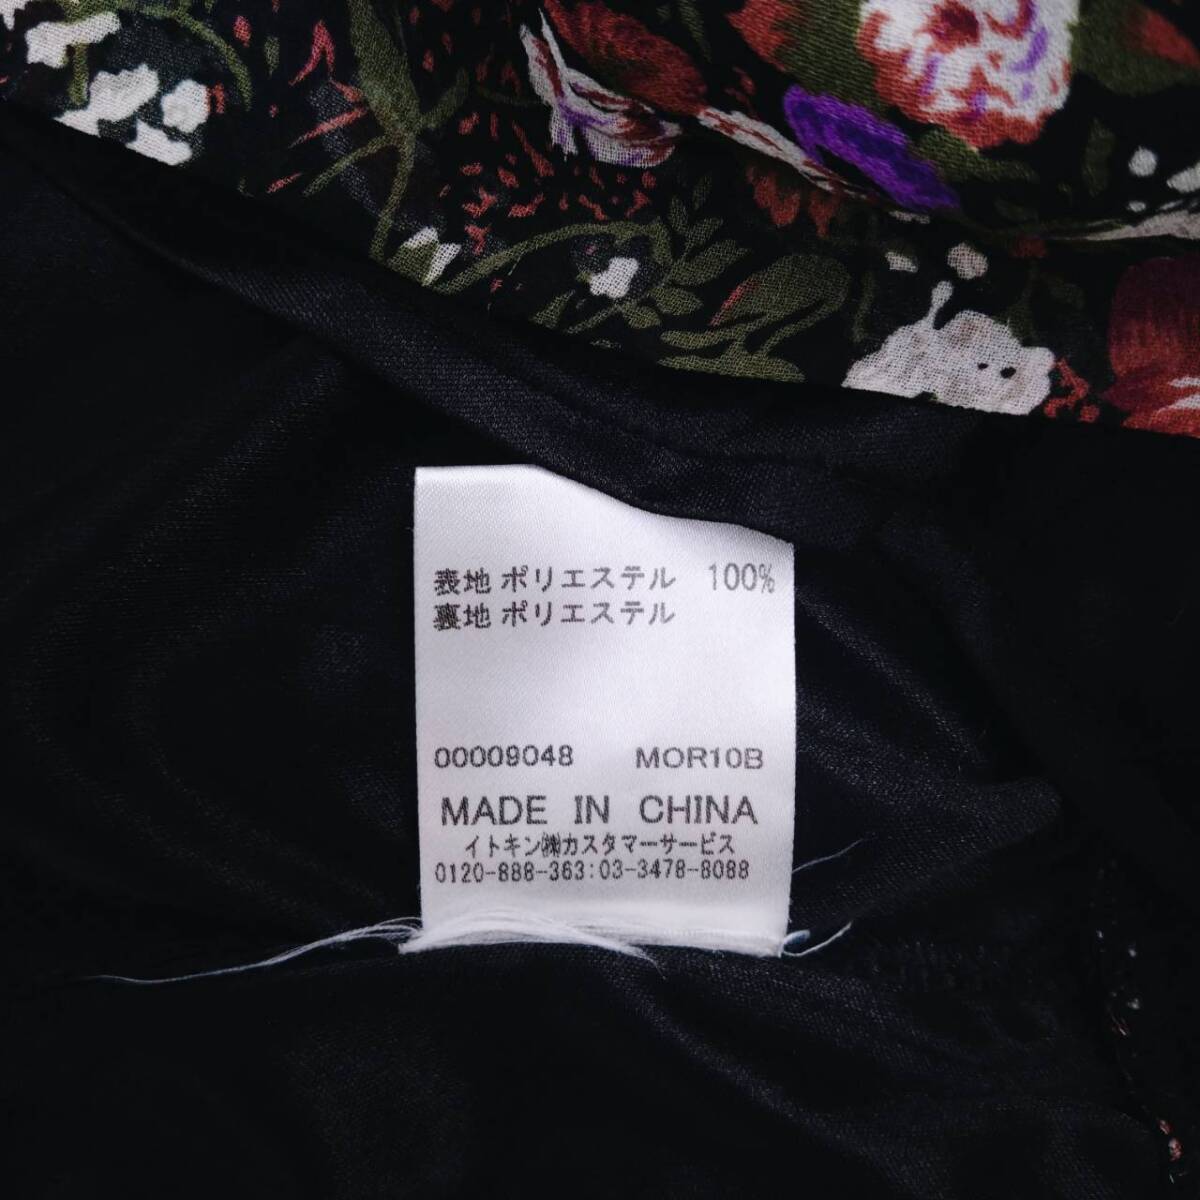 表地 ポリエステル 100%
裏地 ポリエステル
00009048 MOR10B
MADE IN CHINA
イトキン㈱カスタマーサービス
0120-888-363:03-3478-8088